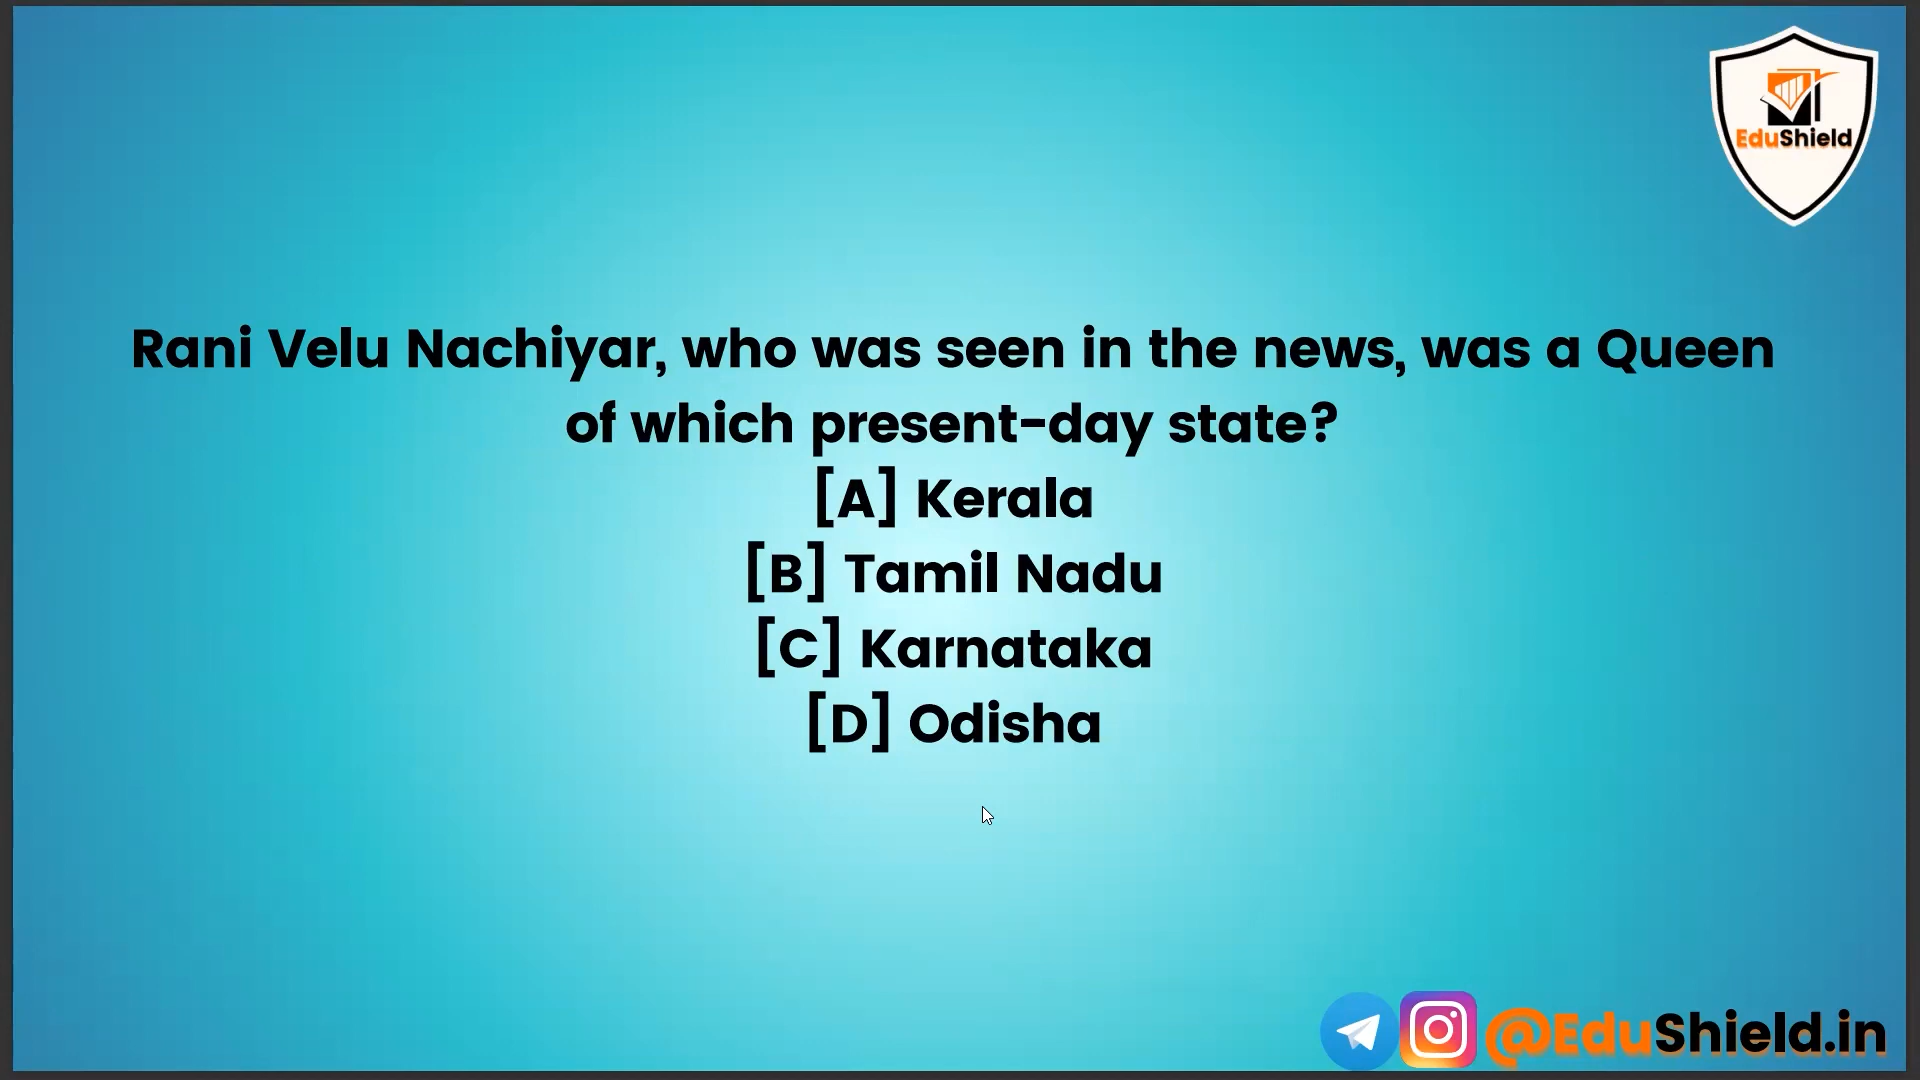 EduShield
Rani Velu Nachiyar, who was seen in the news, was a Queen
of which present-day state?
[A] Kerala
[B] Tamil Nadu
[C] Karnataka
[D] Odisha
@EduShield.in